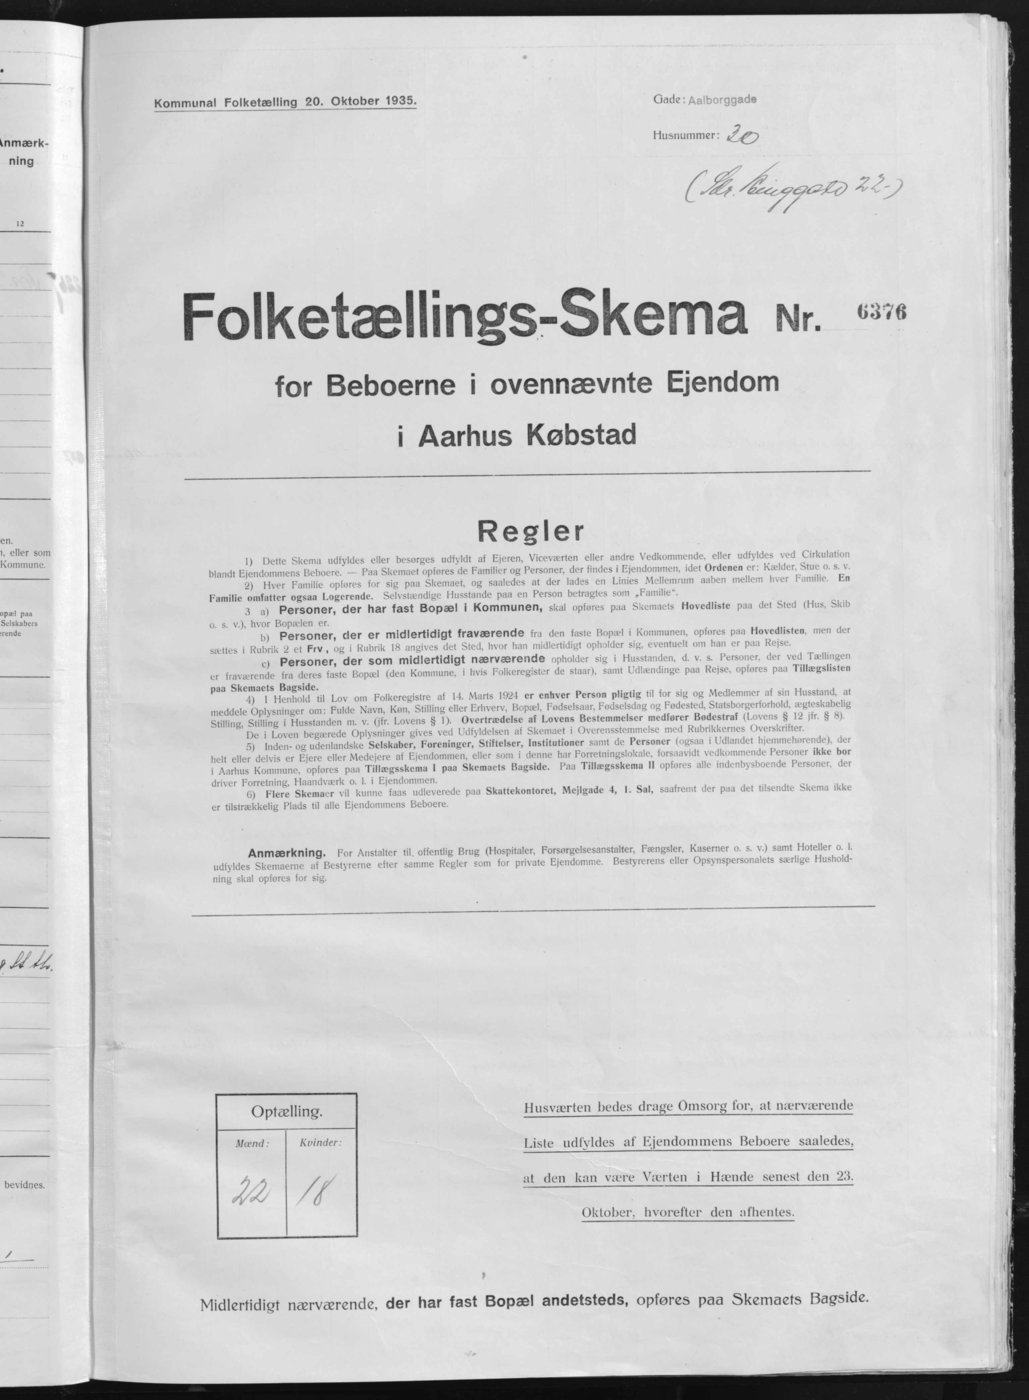 Anmærk-
ning
12
en.
t, eller som
Kommune.
opæl paa
Selskabers
erende
St. th.
bevidnes.
Kommunal Folketælling 20. Oktober 1935.
Gade: Aalborggade
Husnummer: 30
(Sdr. Ringgade 22-)
Folketællings-Skema Nr. 6376
for Beboerne i ovennævnte Ejendom
i Aarhus Købstad
Regler
1) Dette Skema udfyldes eller besørges udfyldt af Ejeren, Viceværten eller andre Vedkommende, eller udfyldes ved Cirkulation
blandt Ejendommens Beboere. — Paa Skemaet opføres de Familier og Personer, der findes i Ejendommen, idet Ordenen er: Kælder, Stue o. s. v.
2) Hver Familie opføres for sig paa Skemaet, og saaledes at der lades en Linies Mellemrum aaben mellem hver Familie. En
Familie omfatter ogsaa Logerende. Selvstændige Husstande paa en Person betragtes som „Familie“.
3 a) Personer, der har fast Bopæl i Kommunen, skal opføres paa Skemaets Hovedliste paa det Sted (Hus, Skib
o. s. v.), hvor Bopælen er.
b) Personer, der er midlertidigt fraværende fra den faste Bopæl i Kommunen, opføres paa Hovedlisten, men der
sættes i Rubrik 2 et Frv., og i Rubrik 18 angives det Sted, hvor han midlertidigt opholder sig, eventuelt om han er paa Rejse.
c) Personer, der som midlertidigt nærværende opholder sig i Husstanden, d. v. s. Personer, der ved Tællingen
er fraværende fra deres faste Bopæl (den Kommune, i hvis Folkeregister de staar), samt Udlændinge paa Rejse, opføres paa Tillægslisten
paa Skemaets Bagside.
4) I Henhold til Lov om Folkeregistre af 14. Marts 1924 er enhver Person pligtig til for sig og Medlemmer af sin Husstand, at
meddele Oplysninger om: Fulde Navn, Køn, Stilling eller Erhverv, Bopæl, Fødselsaar, Fødselsdag og Fødested, Statsborgerforhold, ægteskabelig
Stilling, Stilling i Husstanden m. v. (jfr. Lovens § 1). Overtrædelse af Lovens Bestemmelser medfører Bødestraf (Lovens § 12 jfr. § 8).
De i Loven begærede Oplysninger gives ved Udfyldelsen af Skemaet i Overensstemmelse med Rubrikkernes Overskrifter.
5) Inden- og udenlandske Selskaber, Foreninger, Stiftelser, Institutioner samt de Personer (ogsaa i Udlandet hjemmehørende), der
helt eller delvis er Ejere eller Medejere af Ejendommen, eller som i denne har Forretningslokale, forsaavidt vedkommende Personer ikke bor
i Aarhus Kommune, opføres paa Tillægsskema I paa Skemaets Bagside. Paa Tillægsskema II opføres alle indenbysboende Personer, der
driver Forretning, Haandværk o. l. i Ejendommen.
6) Flere Skemaer vil kunne faas udleverede paa Skattekontoret, Mejlgade 4, 1. Sal, saafremt der paa det tilsendte Skema ikke
er tilstrækkelig Plads til alle Ejendommens Beboere.
Anmærkning. For Anstalter til offentlig Brug (Hospitaler, Forsørgelsesanstalter, Fængsler, Kaserner o. s. v.) samt Hoteller o. l.
udfyldes Skemaerne af Bestyrerne efter samme Regler som for private Ejendomme. Bestyrerens eller Opsynspersonalets særlige Hushold-
ning skal opføres for sig.
Optælling.
Mænd: Kvinder:
22 18
Husværten bedes drage Omsorg for, at nærværende
Liste udfyldes af Ejendommens Beboere saaledes,
at den kan være Værten i Hænde senest den 23.
Oktober, hvorefter den afhentes.
Midlertidigt nærværende, der har fast Bopæl andetsteds, opføres paa Skemaets Bagside.